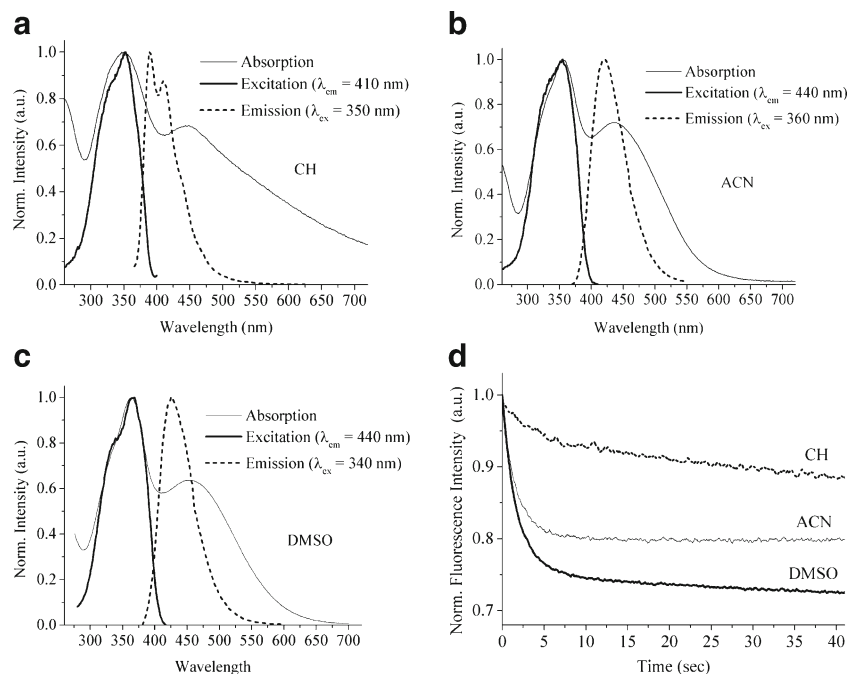 a
1.0
0.8
0.6
0.4
0.2
0.0
Norm. Intensity (a.u.)
Absorption
Excitation (λem = 410 nm)
Emission (λex = 350 nm)
CH
300 350 400 450 500 550 600 650 700
Wavelength (nm)
b
1.0
0.8
0.6
0.4
0.2
0.0
Norm. Intensity (a.u.)
Absorption
Excitation (λem = 440 nm)
Emission (λex = 360 nm)
ACN
300 350 400 450 500 550 600 650 700
Wavelength (nm)
c
1.0
0.8
0.6
0.4
0.2
0.0
Norm. Intensity (a.u.)
Absorption
Excitation (λem = 440 nm)
Emission (λex = 340 nm)
DMSO
300 350 400 450 500 550 600 650 700
Wavelength
d
1.0
0.9
0.8
0.7
Norm. Fluorescence Intensity (a.u.)
CH
ACN
DMSO
0 5 10 15 20 25 30 35 40
Time (sec)